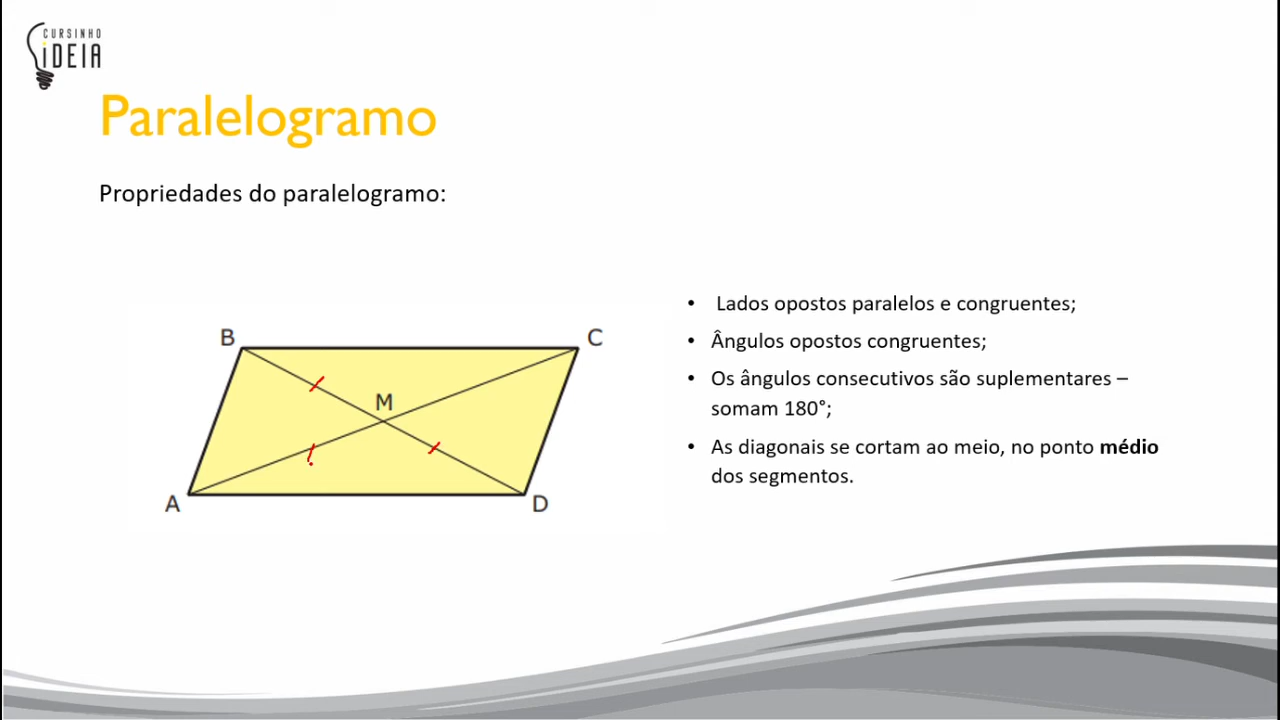 CURSINHO
iDEIA
Paralelogramo
Propriedades do paralelogramo:
• Lados opostos paralelos e congruentes;
• Ângulos opostos congruentes;
• Os ângulos consecutivos são suplementares –
somam 180°;
• As diagonais se cortam ao meio, no ponto médio
dos segmentos.
B
C
M
A
D